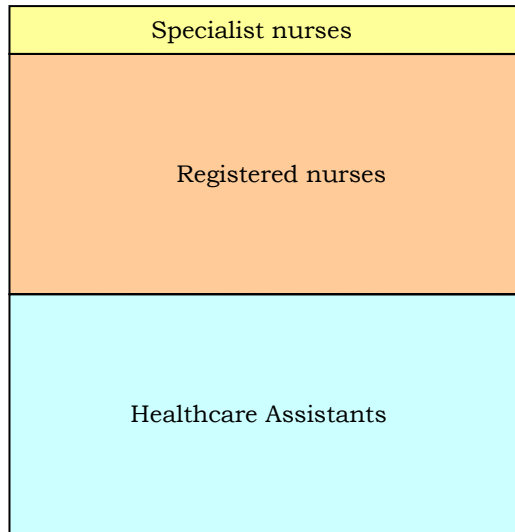 Specialist nurses
Registered nurses
Healthcare Assistants